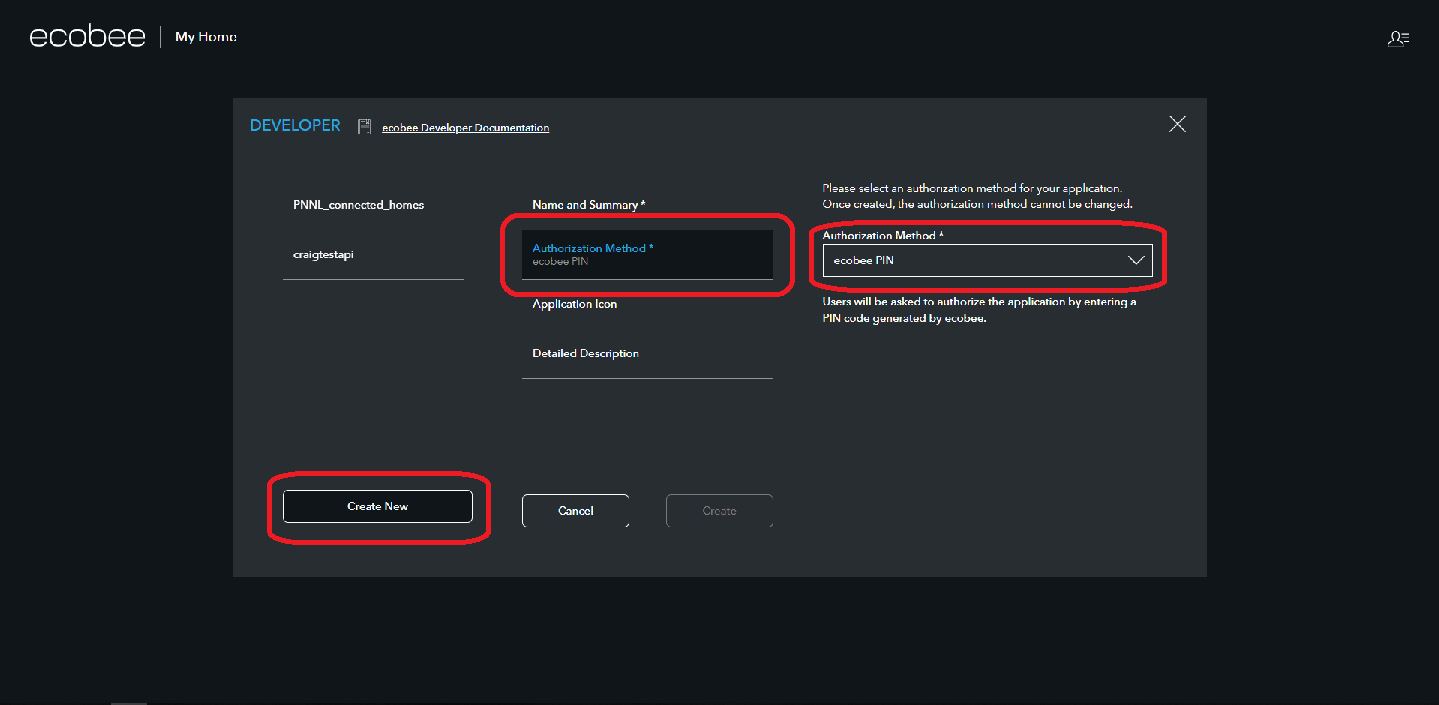 ecobee
My Home
DEVELOPER
ecobee Developer Documentation
PNNL_connected_homes
craigtestapi
Create New
Name and Summary *
Authorization Method *
ecobee PIN
Application Icon
Detailed Description
Cancel
Create
Please select an authorization method for your application.
Once created, the authorization method cannot be changed.
Authorization Method *
ecobee PIN
Users will be asked to authorize the application by entering a
PIN code generated by ecobee.